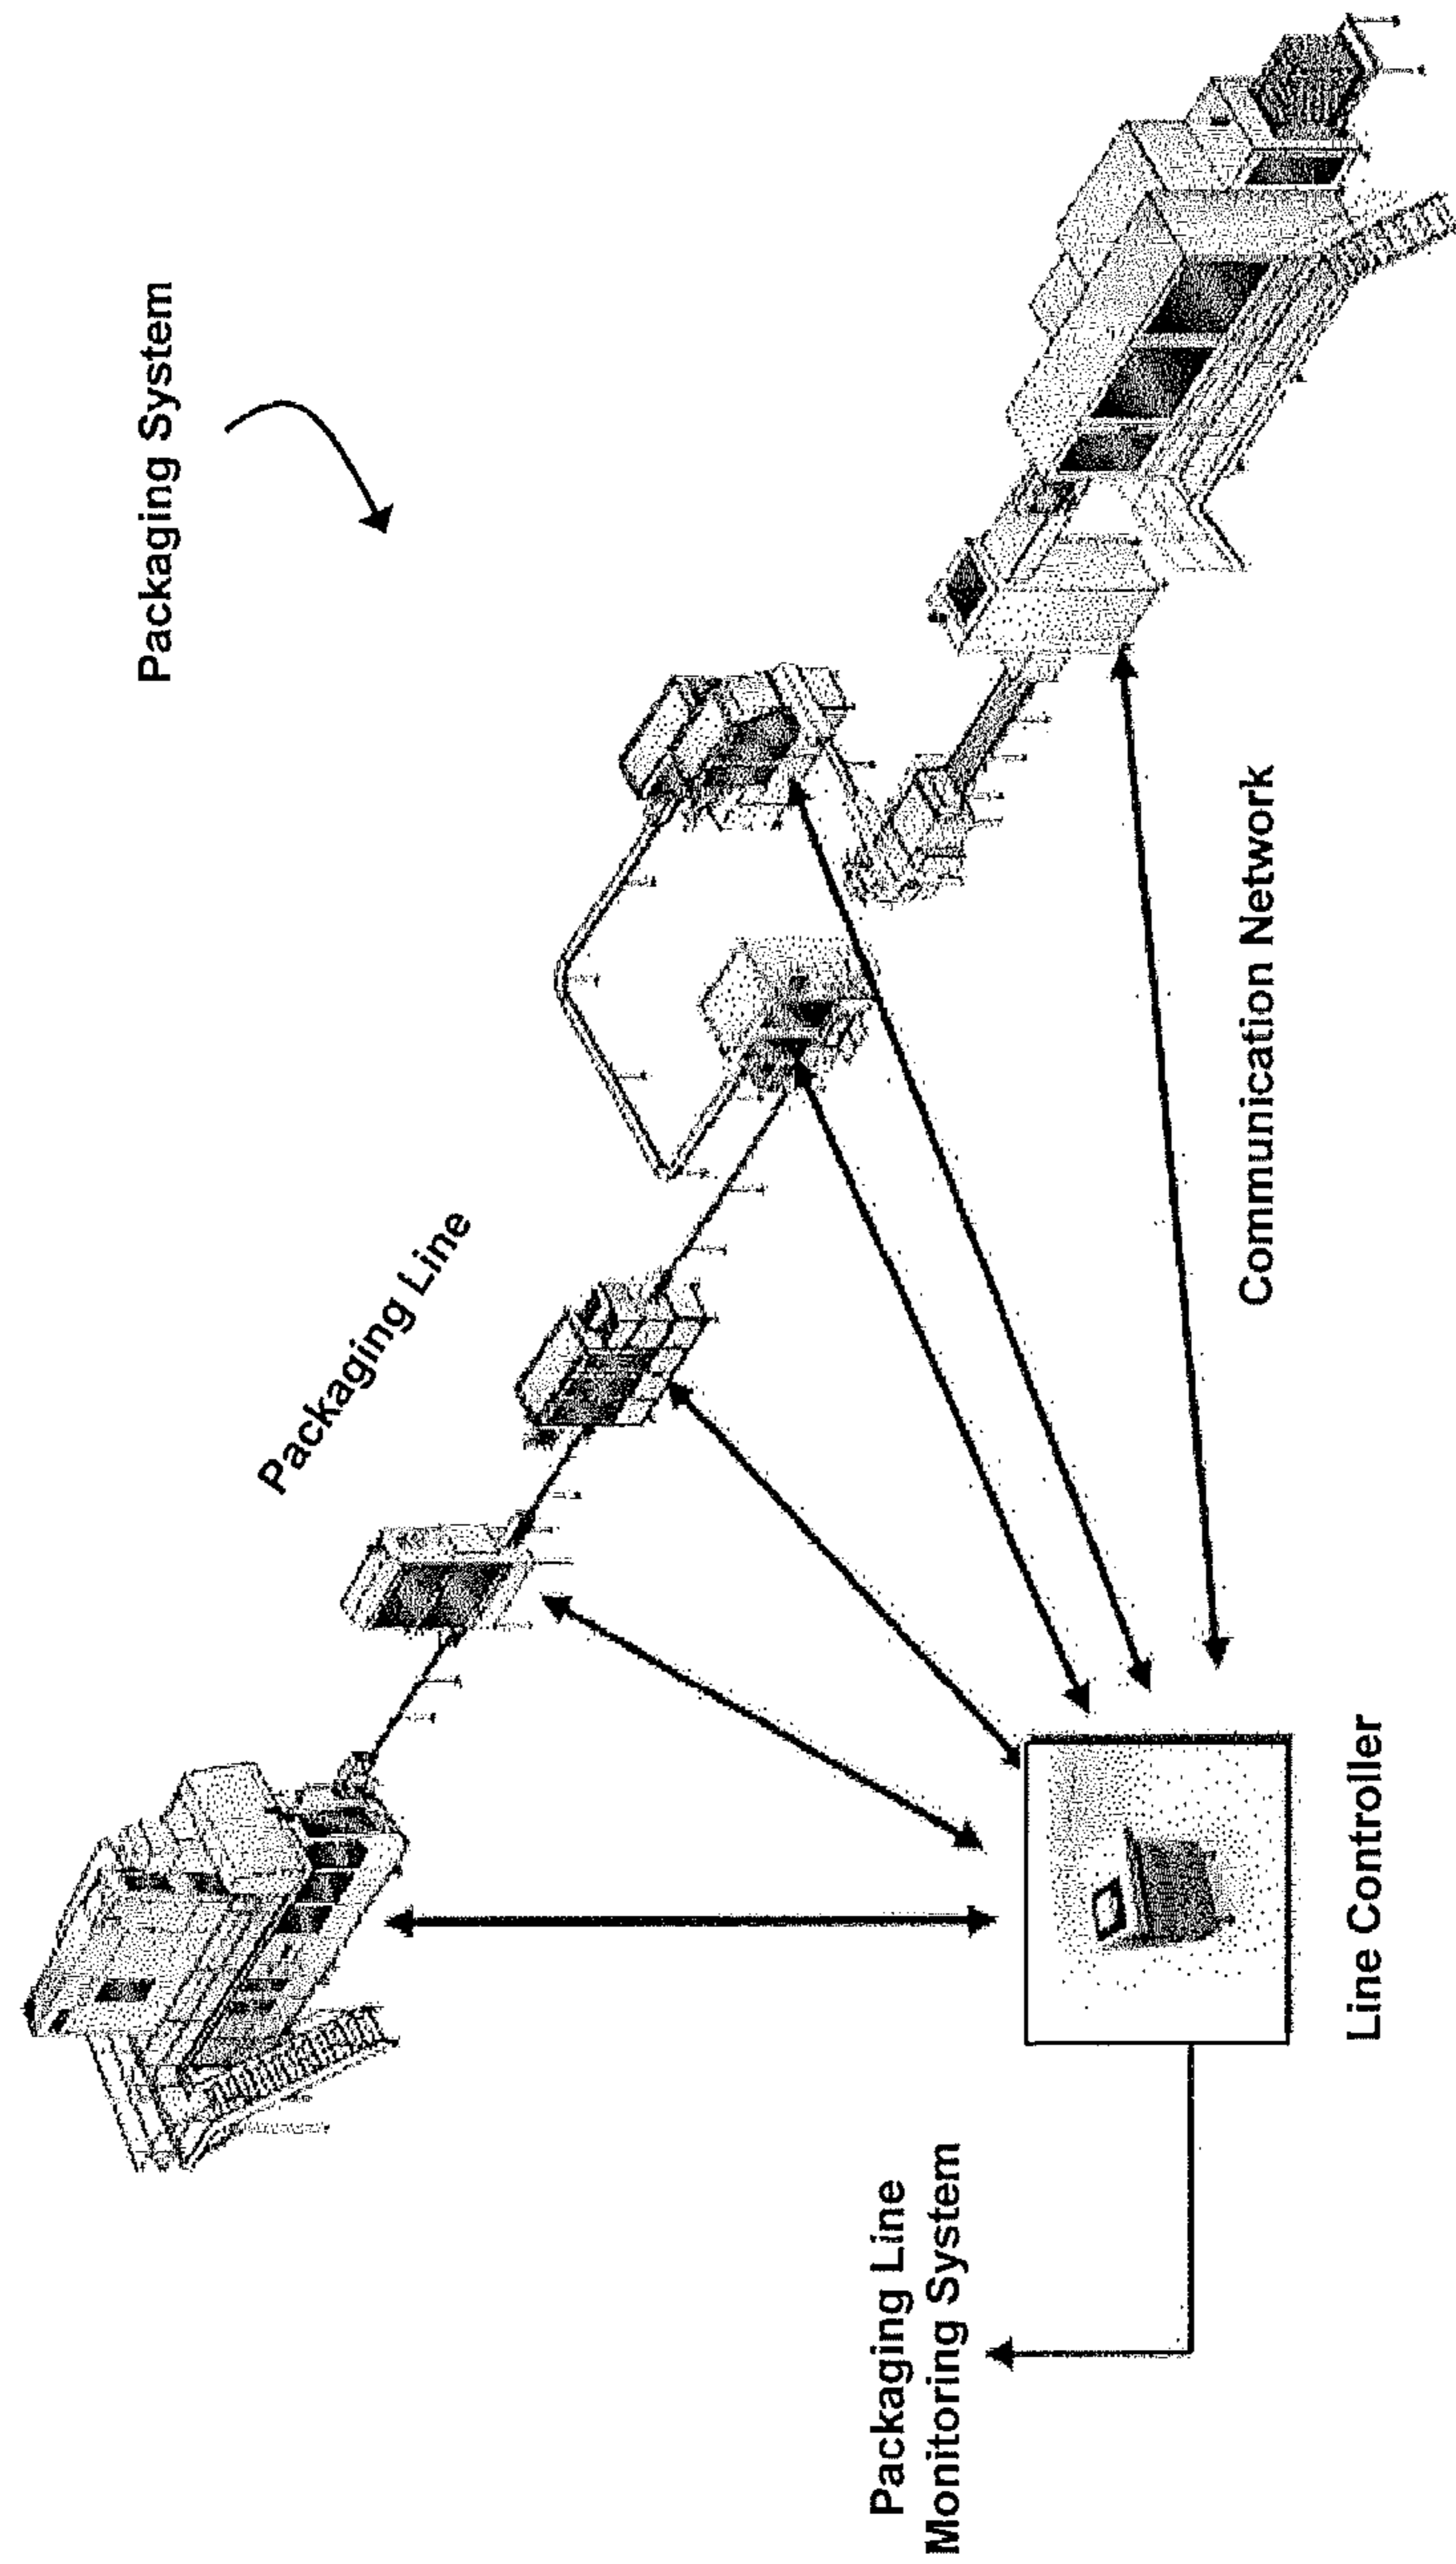 Packaging System
Packaging Line
Communication Network
Line Controller
Packaging Line
Monitoring System